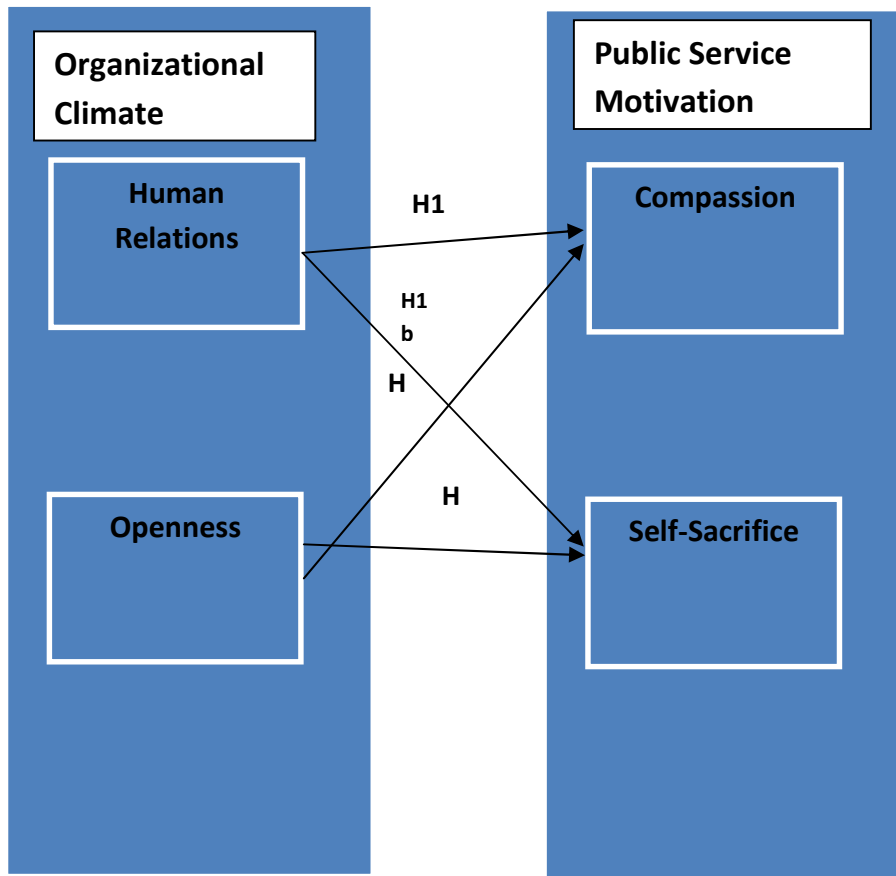 Organizational
Climate
Public Service
Motivation
Human
Relations
H1
Compassion
H1
b
H
H
Openness
Self-Sacrifice